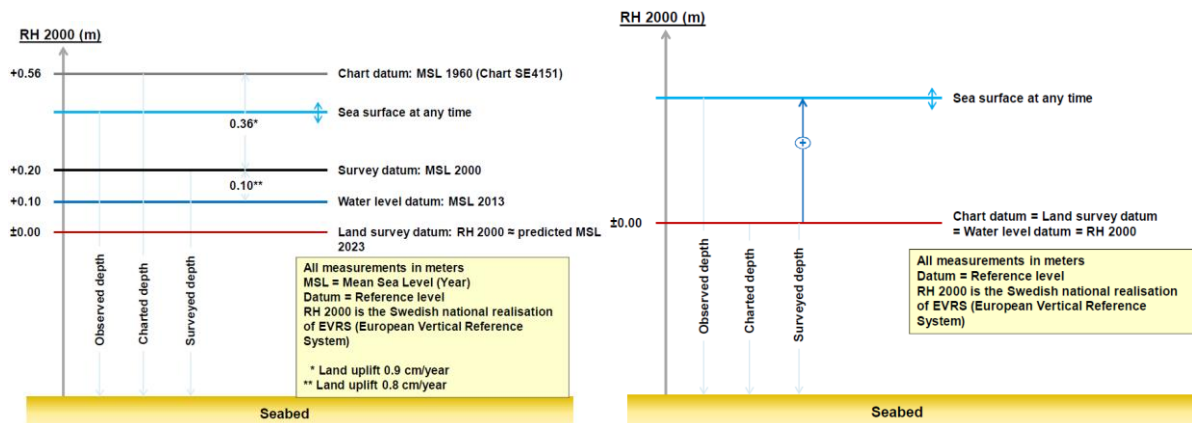 RH 2000 (m)
+0.56
Chart datum: MSL 1960 (Chart SE4151)
Sea surface at any time
0.36*
+0.20
Survey datum: MSL 2000
0.10**
+0.10
Water level datum: MSL 2013
±0.00
Land survey datum: RH 2000 ≈ predicted MSL
2023
Observed depth
Charted depth
Surveyed depth
All measurements in meters
MSL = Mean Sea Level (Year)
Datum = Reference level
RH 2000 is the Swedish national realisation
of EVRS (European Vertical Reference
System)
* Land uplift 0.9 cm/year
** Land uplift 0.8 cm/year
Seabed
RH 2000 (m)
Sea surface at any time
+
±0.00
Chart datum = Land survey datum
= Water level datum = RH 2000
Observed depth
Charted depth
Surveyed depth
All measurements in meters
Datum = Reference level
RH 2000 is the Swedish national realisation
of EVRS (European Vertical Reference
System)
Seabed